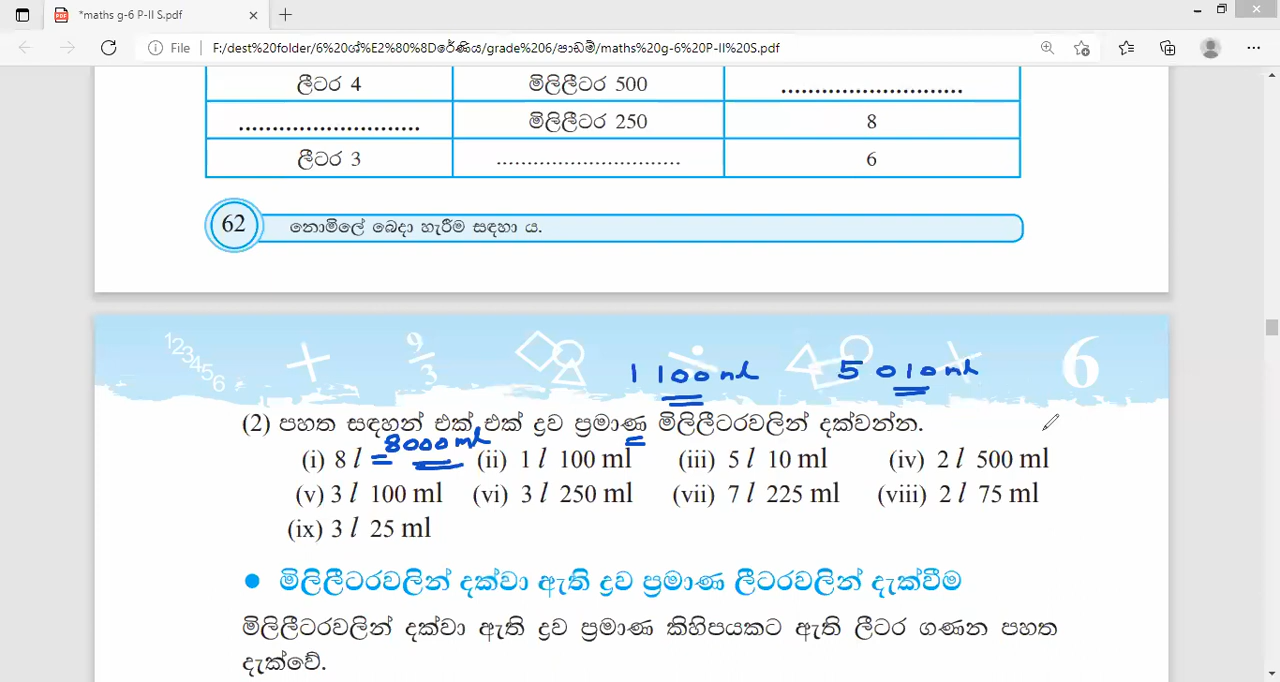 *maths g-6 P-II S.pdf
File F:/dest%20folder/6%20ශ්%E2%80%8Dරේණිය/grade%206/පාඩම්/maths%20g-6%20P-II%20S.pdf
ලීටර 4 මිලිලීටර 500 ............................
............................ මිලිලීටර 250 8
ලීටර 3 ............................ 6
62 නොමිලේ බෙදා හැරීම සඳහා ය.
123456 + 9/3 ÷ + 6
1 100 ml 5 010 ml
(2) පහත සඳහන් එක් එක් ද්‍රව ප්‍රමාණ මිලිලීටරවලින් දක්වන්න.
= 8000 ml
(i) 8 l (ii) 1 l 100 ml (iii) 5 l 10 ml (iv) 2 l 500 ml
(v) 3 l 100 ml (vi) 3 l 250 ml (vii) 7 l 225 ml (viii) 2 l 75 ml
(ix) 3 l 25 ml
• මිලිලීටරවලින් දක්වා ඇති ද්‍රව ප්‍රමාණ ලීටරවලින් දැක්වීම
මිලිලීටරවලින් දක්වා ඇති ද්‍රව ප්‍රමාණ කිහිපයකට ඇති ලීටර ගණන පහත
දැක්වේ.